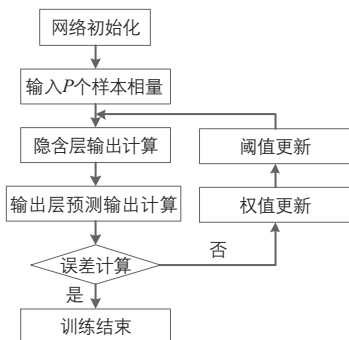 网络初始化
输入P个样本相量
隐含层输出计算
阈值更新
输出层预测输出计算
权值更新
误差计算
否
是
训练结束